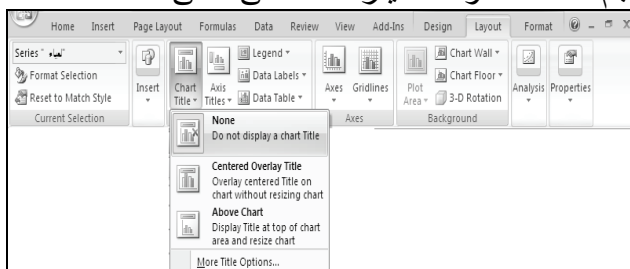 Home Insert Page Layout Formulas Data Review View Add-Ins Design Layout Format
Series "المياه"
Format Selection
Reset to Match Style
Current Selection
Insert
Chart Title
Axis Titles
Legend
Data Labels
Data Table
Axes
Gridlines
Axes
Plot Area
Chart Wall
Chart Floor
3-D Rotation
Background
Analysis
Properties
None
Do not display a chart Title
Centered Overlay Title
Overlay centered Title on
chart without resizing chart
Above Chart
Display Title at top of chart
area and resize chart
More Title Options...